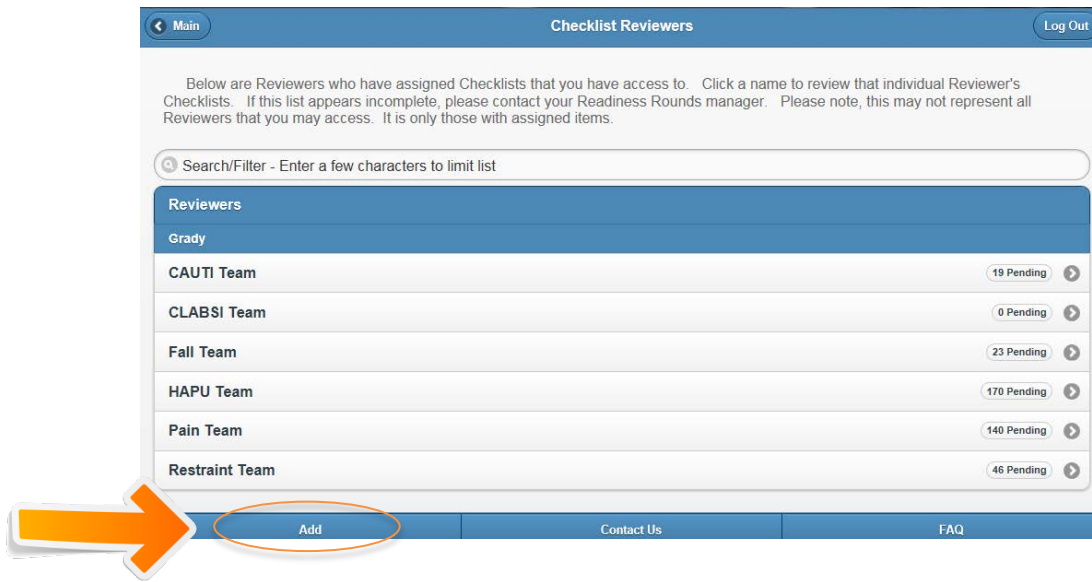 Main
Checklist Reviewers
Log Out
Below are Reviewers who have assigned Checklists that you have access to. Click a name to review that individual Reviewer's
Checklists. If this list appears incomplete, please contact your Readiness Rounds manager. Please note, this may not represent all
Reviewers that you may access. It is only those with assigned items.
Search/Filter - Enter a few characters to limit list
Reviewers
Grady
CAUTI Team 19 Pending
CLABSI Team 0 Pending
Fall Team 23 Pending
HAPU Team 170 Pending
Pain Team 140 Pending
Restraint Team 46 Pending
Add Contact Us FAQ